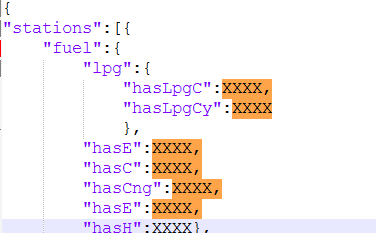 {
"stations":[{
"fuel":{
"lpg":{
"hasLpgC":XXXX,
"hasLpgCy":XXXX
},
"hasE":XXXX,
"hasC":XXXX,
"hasCng":XXXX,
"hasE":XXXX,
"hasH":XXXX},